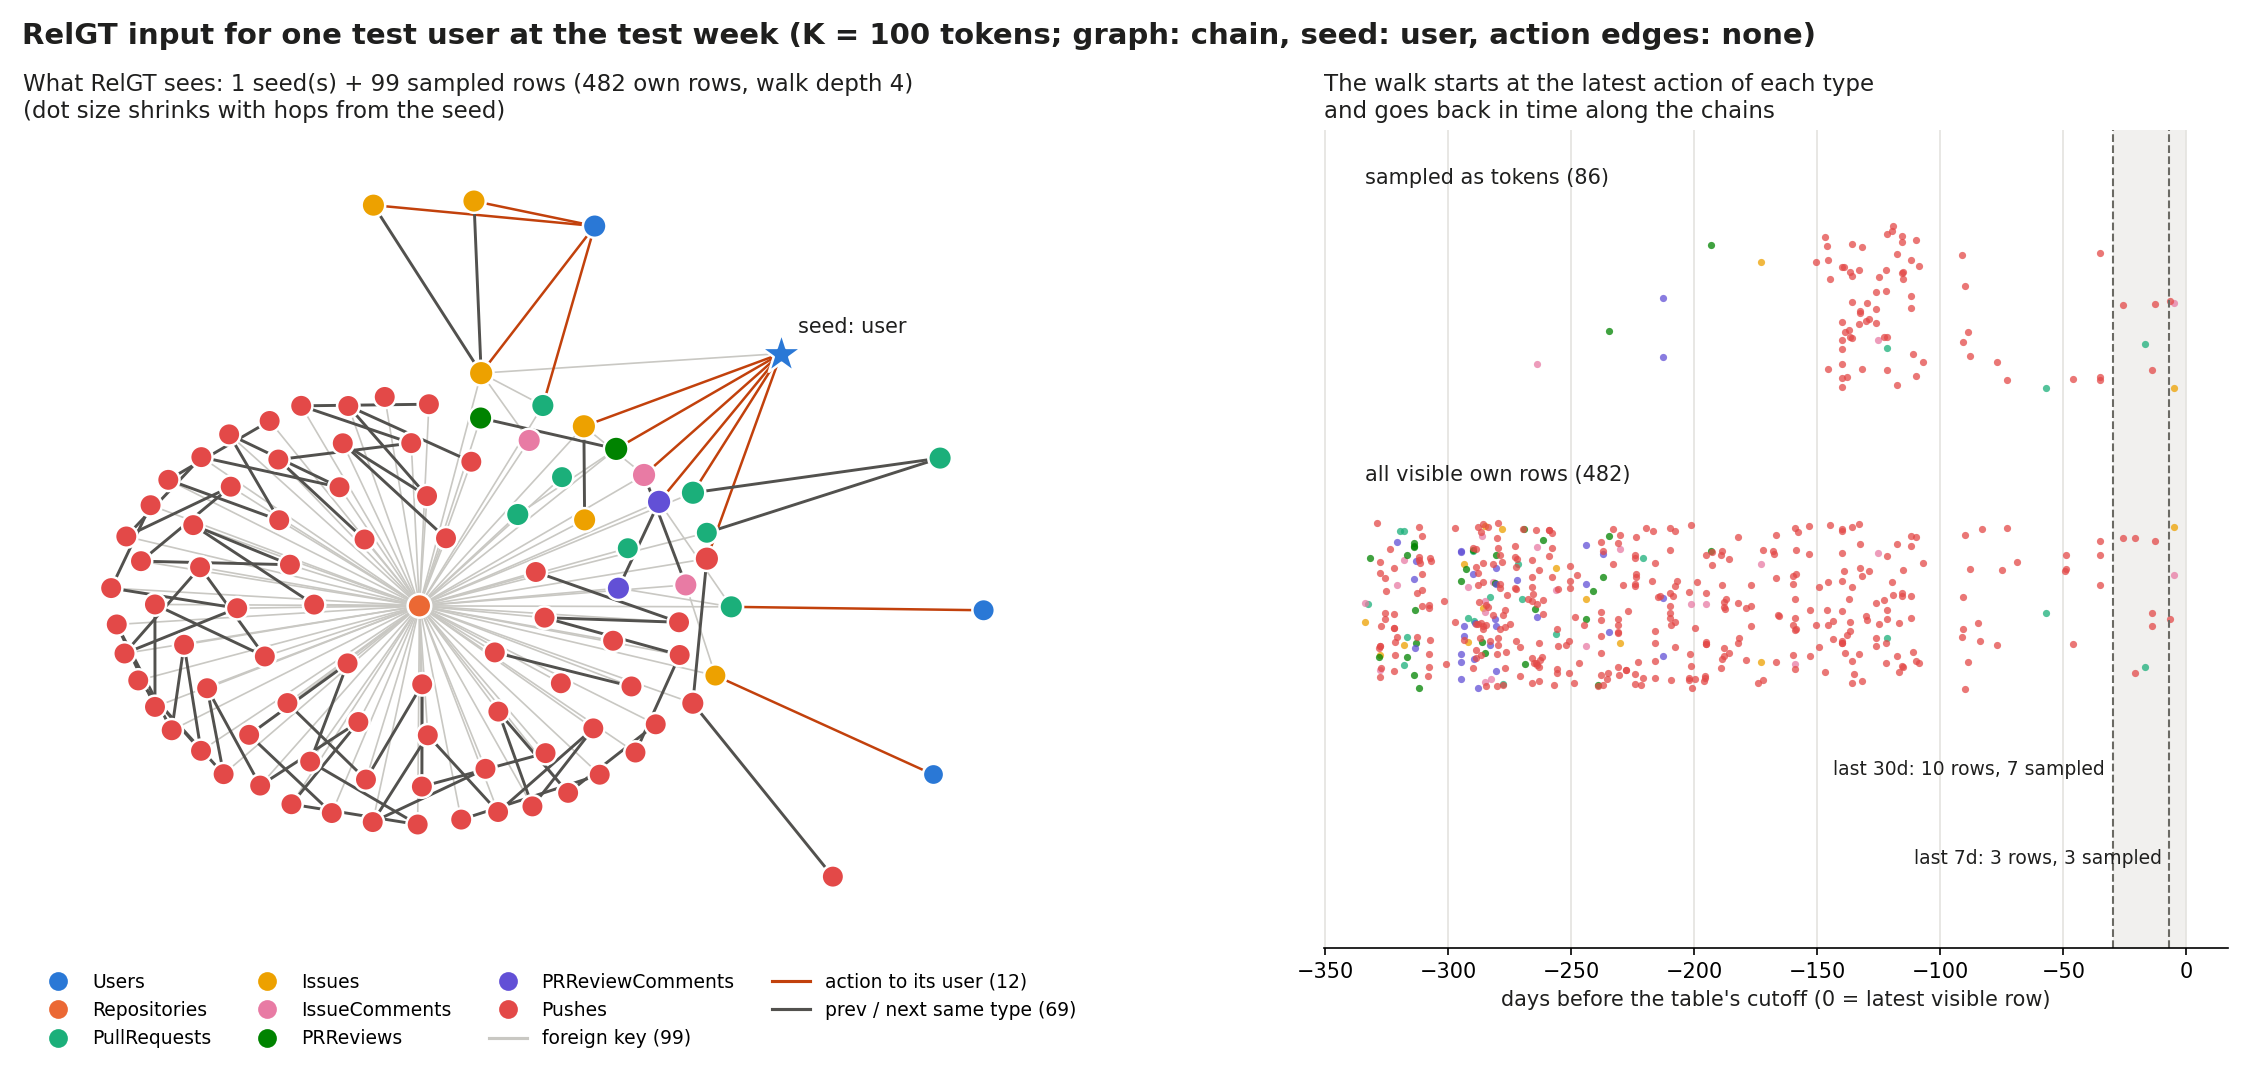 RelGT input for one test user at the test week (K = 100 tokens; graph: chain, seed: user, action edges: none)
What RelGT sees: 1 seed(s) + 99 sampled rows (482 own rows, walk depth 4)
(dot size shrinks with hops from the seed)
seed: user
Users
Repositories
PullRequests
Issues
IssueComments
PRReviews
PRReviewComments
Pushes
foreign key (99)
action to its user (12)
prev / next same type (69)
The walk starts at the latest action of each type
and goes back in time along the chains
sampled as tokens (86)
all visible own rows (482)
last 30d: 10 rows, 7 sampled
last 7d: 3 rows, 3 sampled
−350 −300 −250 −200 −150 −100 −50 0
days before the table's cutoff (0 = latest visible row)